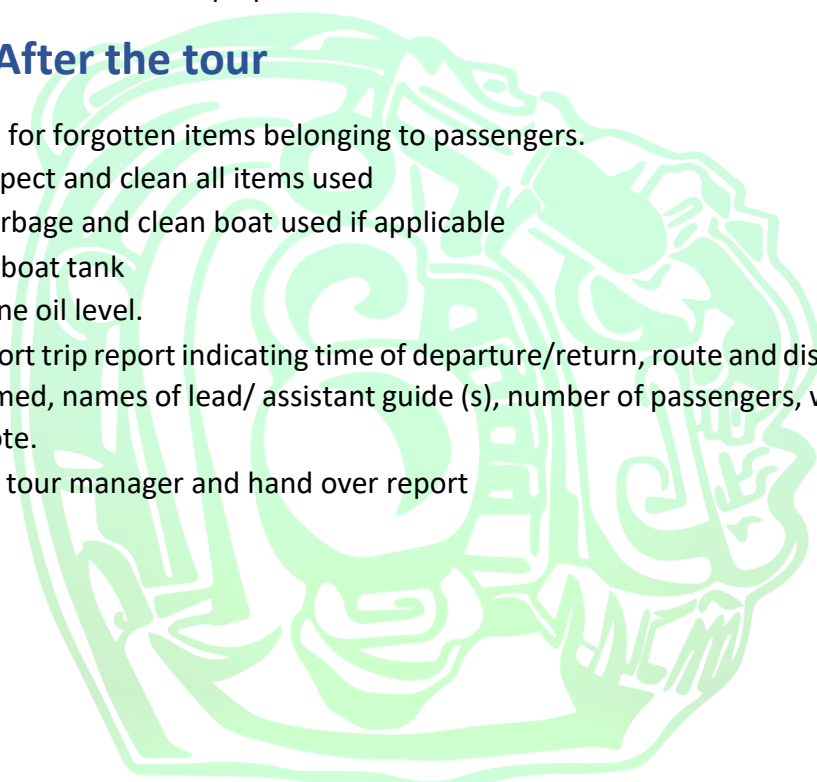 After the tour
for forgotten items belonging to passengers.
pect and clean all items used
rbage and clean boat used if applicable
boat tank
ne oil level.
ort trip report indicating time of departure/return, route and dis
med, names of lead/ assistant guide (s), number of passengers, w
ote.
tour manager and hand over report